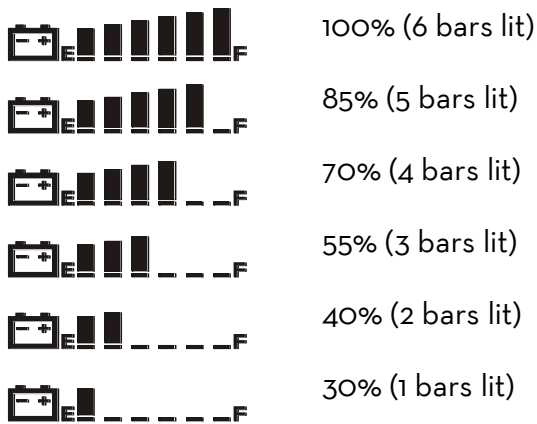 E F 100% (6 bars lit)
E F 85% (5 bars lit)
E F 70% (4 bars lit)
E F 55% (3 bars lit)
E F 40% (2 bars lit)
E F 30% (1 bars lit)